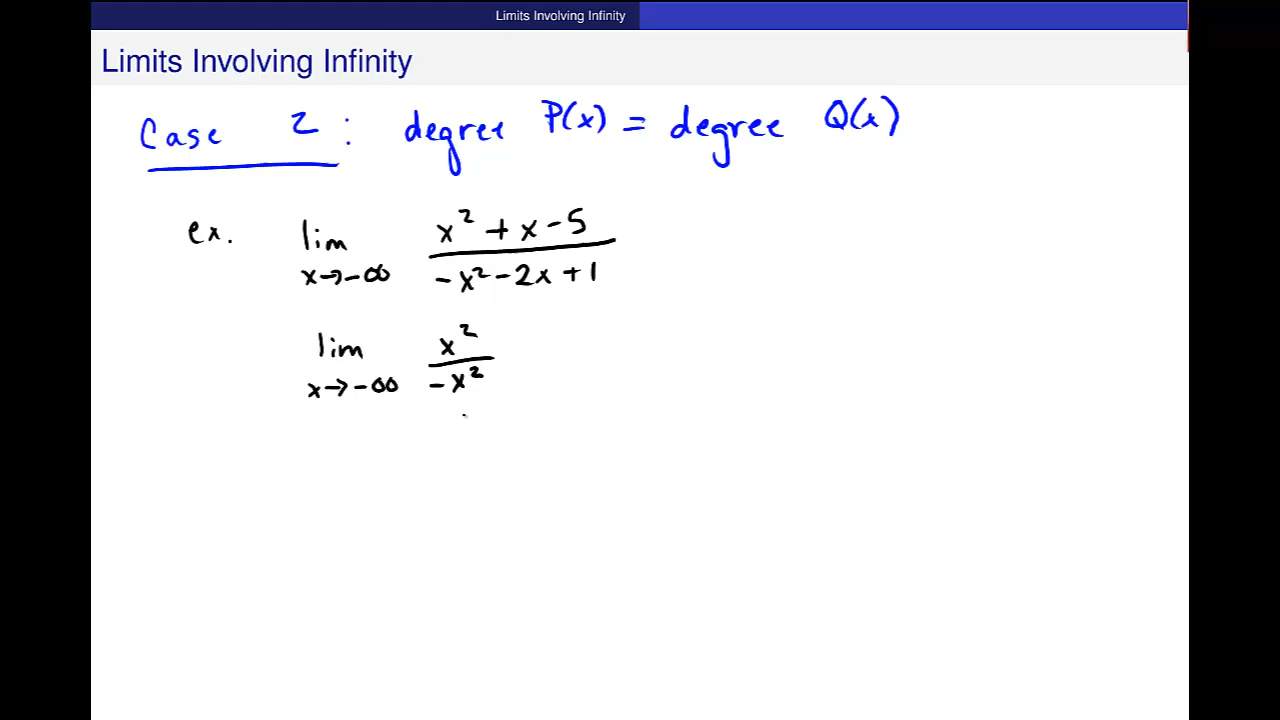 Limits Involving Infinity
Limits Involving Infinity
Case 2 : degree P(x) = degree Q(x)
ex. lim x→-∞ (x² + x - 5)/(-x² - 2x + 1)
lim x→-∞ x²/-x²